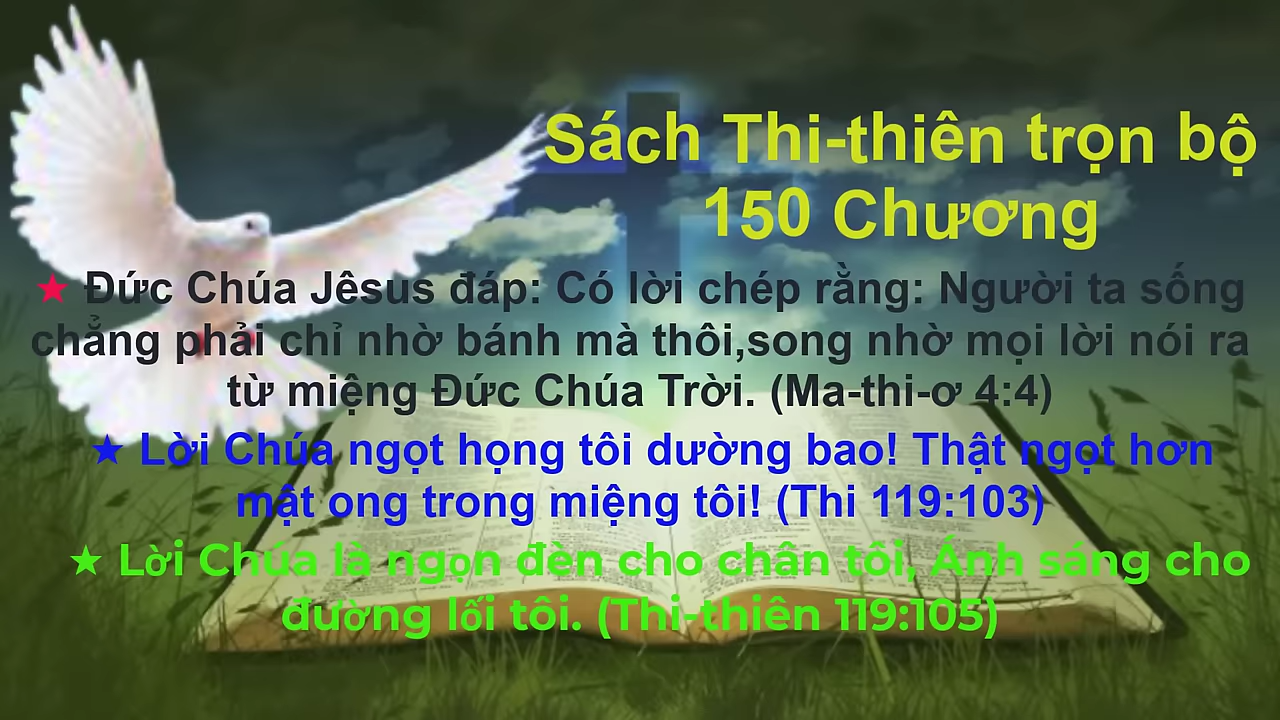 Sách Thi-thiên trọn bộ
150 Chương
★ Đức Chúa Jêsus đáp: Có lời chép rằng: Người ta sống
chẳng phải chỉ nhờ bánh mà thôi,song nhờ mọi lời nói ra
từ miệng Đức Chúa Trời. (Ma-thi-ơ 4:4)
★ Lời Chúa ngọt họng tôi dường bao! Thật ngọt hơn
mật ong trong miệng tôi! (Thi 119:103)
★ Lời Chúa là ngọn đèn cho chân tôi, Ánh sáng cho
đường lối tôi. (Thi-thiên 119:105)